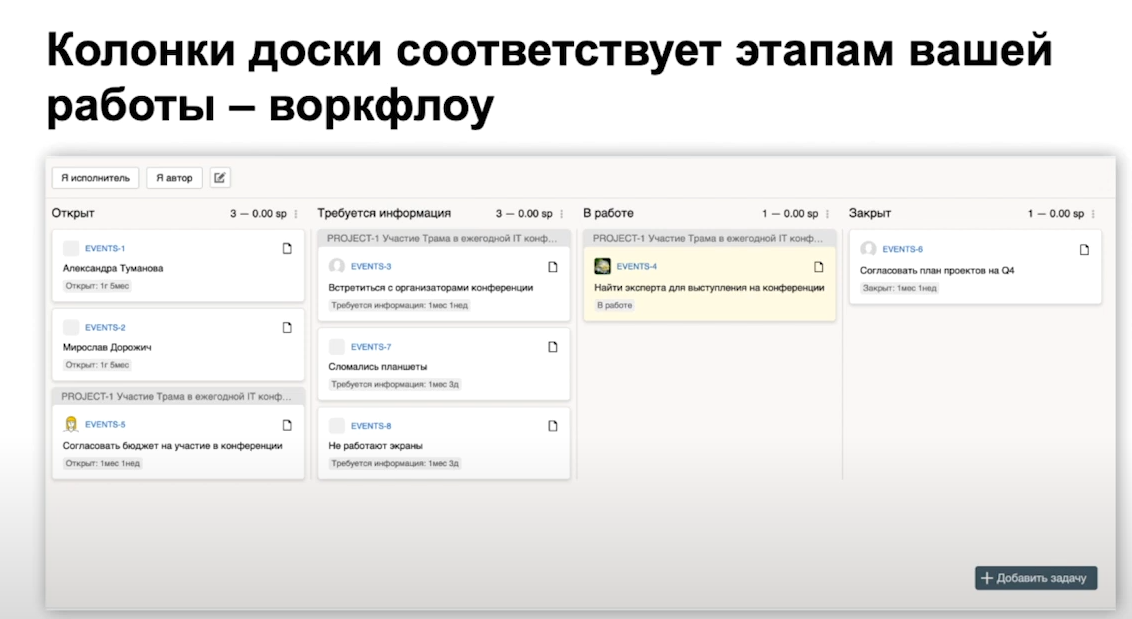 Колонки доски соответствует этапам вашей
работы – воркфлоу
Я исполнитель
Я автор
Открыт 3 — 0.00 sp
EVENTS-1
Александра Туманова
Открыт: 1г 5мес
EVENTS-2
Мирослав Дорожич
Открыт: 1г 5мес
PROJECT-1 Участие Трама в ежегодной IT конф...
EVENTS-5
Согласовать бюджет на участие в конференции
Открыт: 1мес 1нед
Требуется информация 3 — 0.00 sp
PROJECT-1 Участие Трама в ежегодной IT конф...
EVENTS-3
Встретиться с организаторами конференции
Требуется информация: 1мес 1нед
EVENTS-7
Сломались планшеты
Требуется информация: 1мес 3д
EVENTS-8
Не работают экраны
Требуется информация: 1мес 3д
В работе 1 — 0.00 sp
PROJECT-1 Участие Трама в ежегодной IT конф...
EVENTS-4
Найти эксперта для выступления на конференции
В работе
Закрыт 1 — 0.00 sp
EVENTS-6
Согласовать план проектов на Q4
Закрыт: 1мес 1нед
+ Добавить задачу